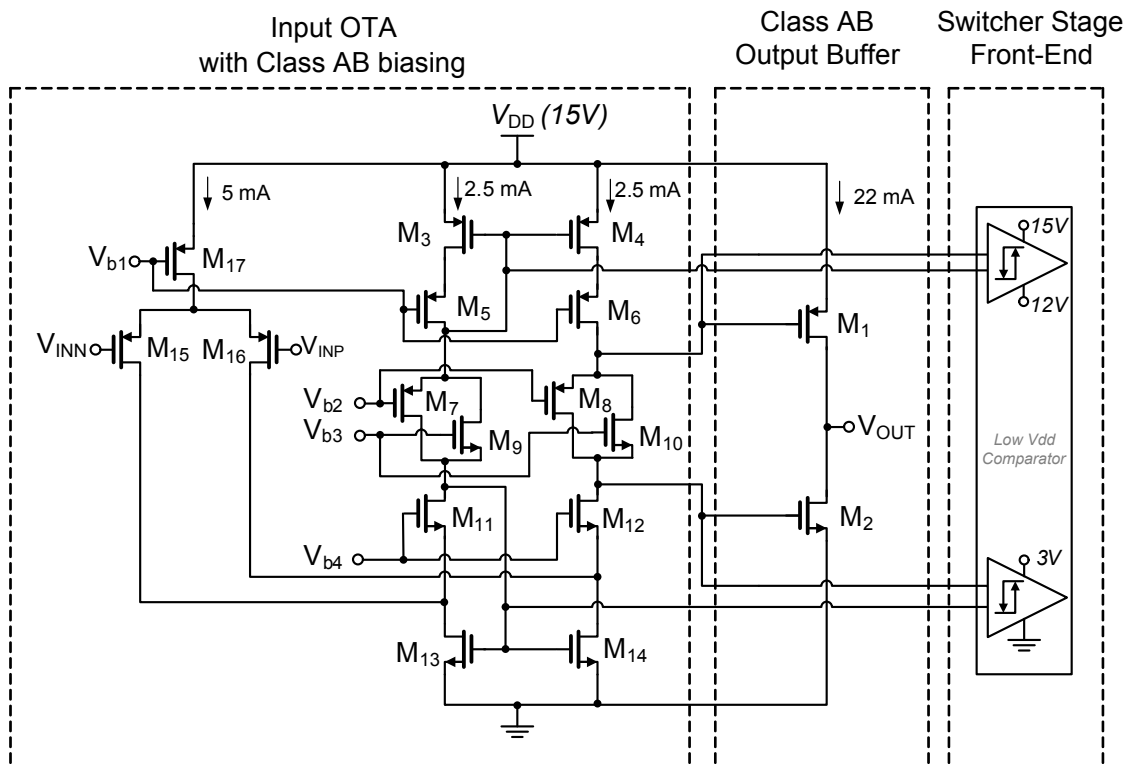 Input OTA
with Class AB biasing
Class AB
Output Buffer
Switcher Stage
Front-End
VDD (15V)
5 mA
2.5 mA
2.5 mA
22 mA
Vb1
M17
M3
M4
M5
M6
VINN
M15
M16
VINP
Vb2
M7
M8
Vb3
M9
M10
M11
M12
Vb4
M13
M14
M1
VOUT
M2
15V
12V
Low Vdd
Comparator
3V